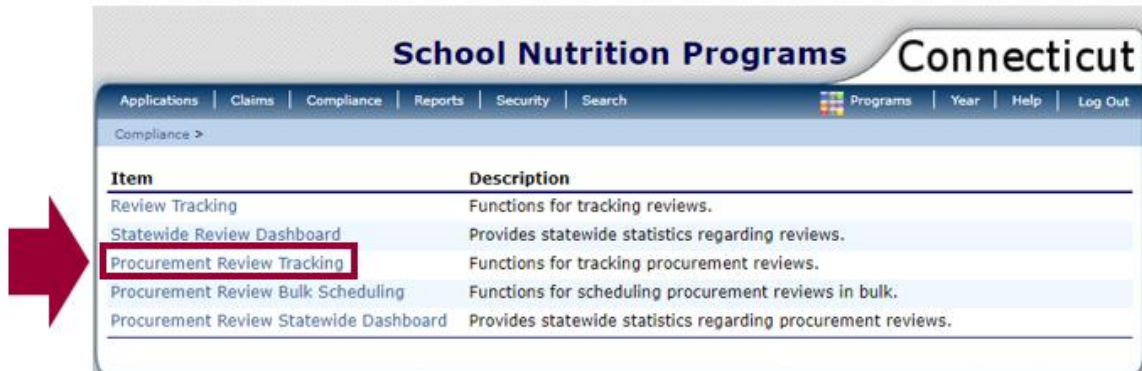 School Nutrition Programs Connecticut
Applications | Claims | Compliance | Reports | Security | Search Programs | Year | Help | Log Out
Compliance >
Item Description
Review Tracking Functions for tracking reviews.
Statewide Review Dashboard Provides statewide statistics regarding reviews.
Procurement Review Tracking Functions for tracking procurement reviews.
Procurement Review Bulk Scheduling Functions for scheduling procurement reviews in bulk.
Procurement Review Statewide Dashboard Provides statewide statistics regarding procurement reviews.